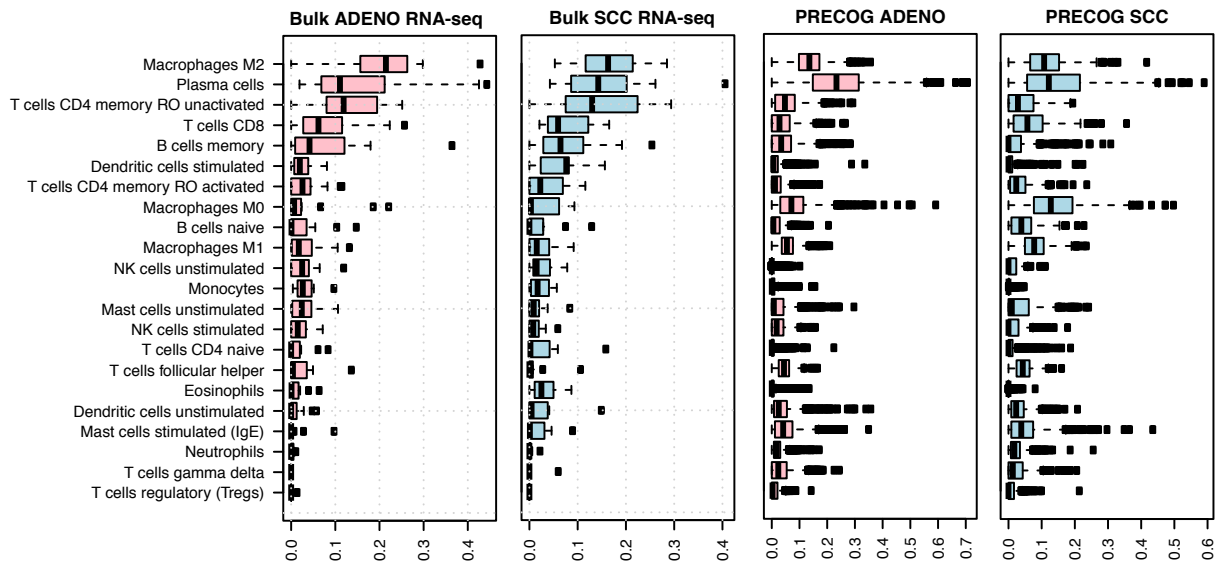 Bulk ADENO RNA-seq
Bulk SCC RNA-seq
PRECOG ADENO
PRECOG SCC
Macrophages M2
Plasma cells
T cells CD4 memory RO unactivated
T cells CD8
B cells memory
Dendritic cells stimulated
T cells CD4 memory RO activated
Macrophages M0
B cells naive
Macrophages M1
NK cells unstimulated
Monocytes
Mast cells unstimulated
NK cells stimulated
T cells CD4 naive
T cells follicular helper
Eosinophils
Dendritic cells unstimulated
Mast cells stimulated (IgE)
Neutrophils
T cells gamma delta
T cells regulatory (Tregs)
0.0 0.1 0.2 0.3 0.4
0.0 0.1 0.2 0.3 0.4
0.0 0.1 0.2 0.3 0.4 0.5 0.6 0.7
0.0 0.1 0.2 0.3 0.4 0.5 0.6